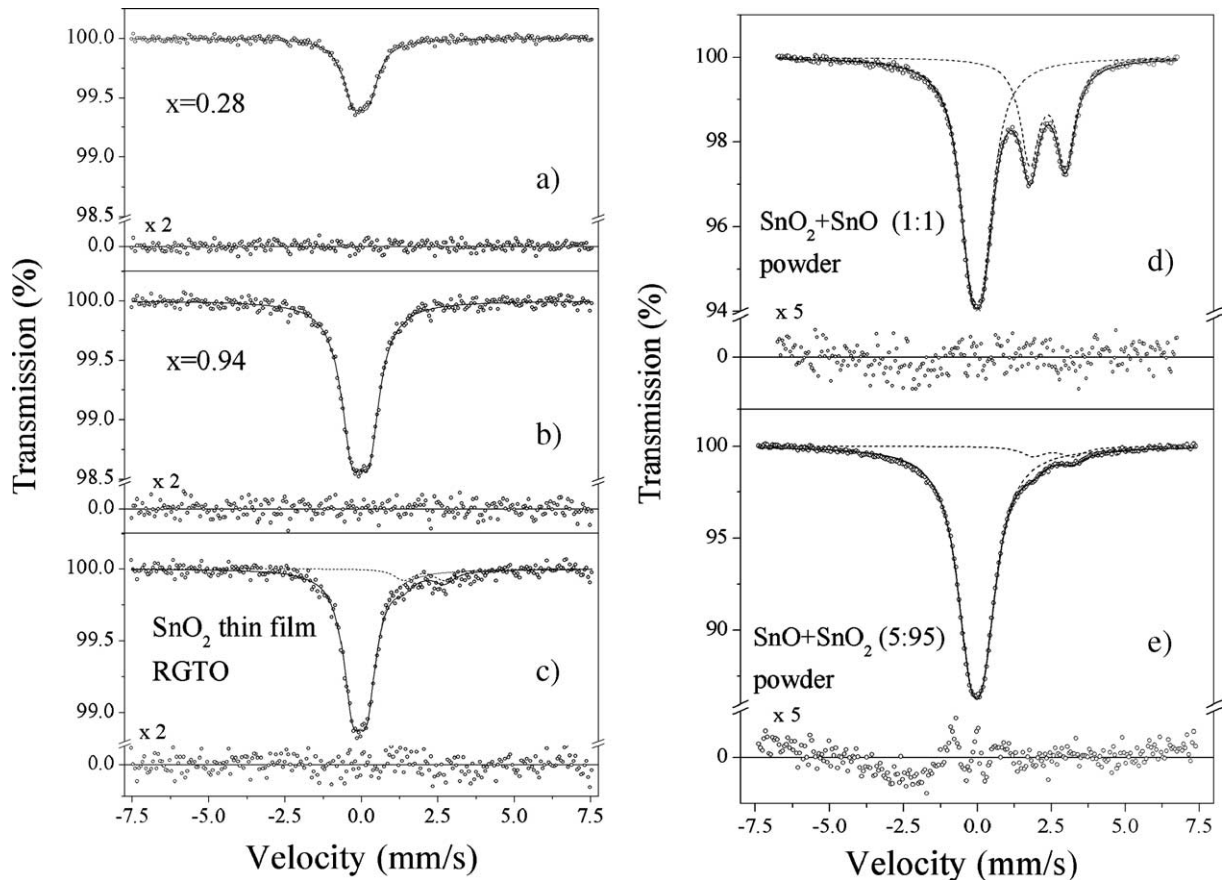 100.0
99.5
x=0.28
99.0
a)
98.5
x 2
0.0
100.0
99.5
x=0.94
99.0
b)
98.5
x 2
0.0
100.0
99.5
SnO2 thin film
RGTO
c)
99.0
x 2
0.0
-7.5 -5.0 -2.5 0.0 2.5 5.0 7.5
Velocity (mm/s)
Transmission (%)
100
98
96
SnO2+SnO (1:1)
powder
d)
94
x 5
0
100
95
90
SnO+SnO2 (5:95)
powder
e)
x 5
0
-7.5 -5.0 -2.5 0.0 2.5 5.0 7.5
Velocity (mm/s)
Transmission (%)